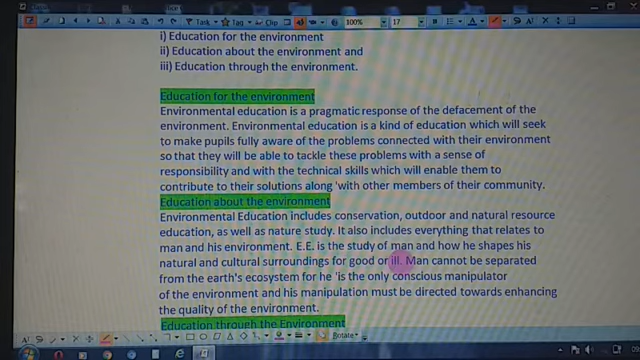 Task
Tag
Clip
100%
17
B
i) Education for the environment
ii) Education about the environment and
iii) Education through the environment.
Education for the environment
Environmental education is a pragmatic response of the defacement of the
environment. Environmental education is a kind of education which will seek
to make pupils fully aware of the problems connected with their environment
so that they will be able to tackle these problems with a sense of
responsibility and with the technical skills which will enable them to
contribute to their solutions along 'with other members of their community.
Education about the environment
Environmental Education includes conservation, outdoor and natural resource
education, as well as nature study. It also includes everything that relates to
man and his environment. E.E. is the study of man and how he shapes his
natural and cultural surroundings for good or ill. Man cannot be separated
from the earth's ecosystem for he 'is the only conscious manipulator
of the environment and his manipulation must be directed towards enhancing
the quality of the environment.
Education through the Environment
Rotate